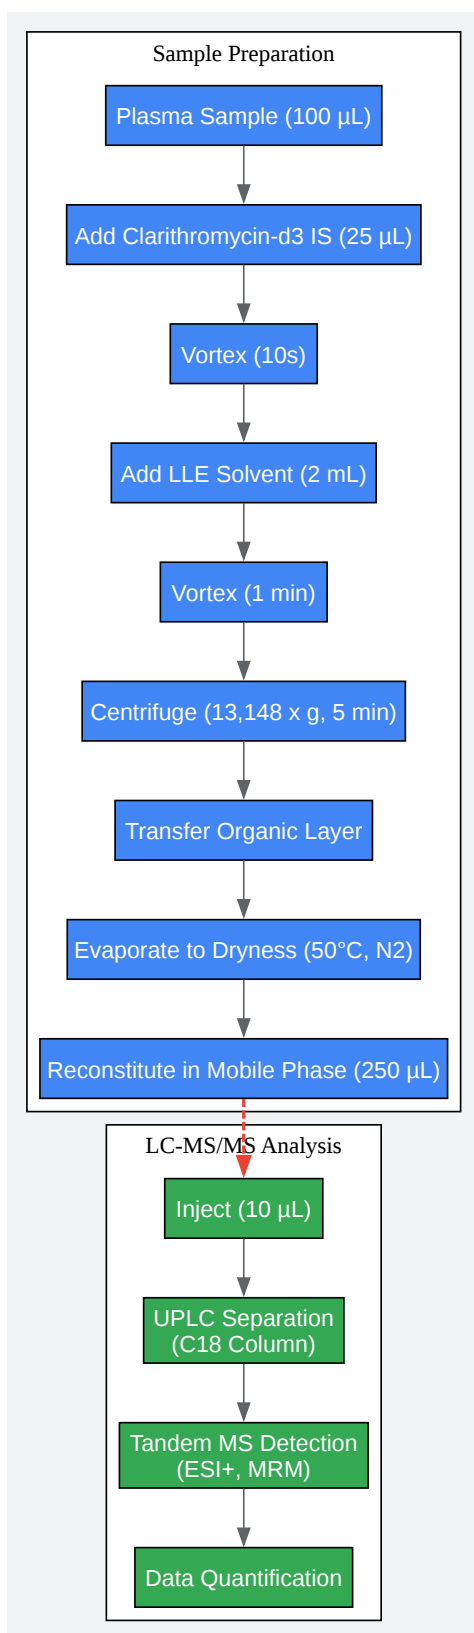 Sample Preparation
Plasma Sample (100 µL)
Add Clarithromycin-d3 IS (25 µL)
Vortex (10s)
Add LLE Solvent (2 mL)
Vortex (1 min)
Centrifuge (13,148 x g, 5 min)
Transfer Organic Layer
Evaporate to Dryness (50°C, N2)
Reconstitute in Mobile Phase (250 µL)
LC-MS/MS Analysis
Inject (10 µL)
UPLC Separation
(C18 Column)
Tandem MS Detection
(ESI+, MRM)
Data Quantification